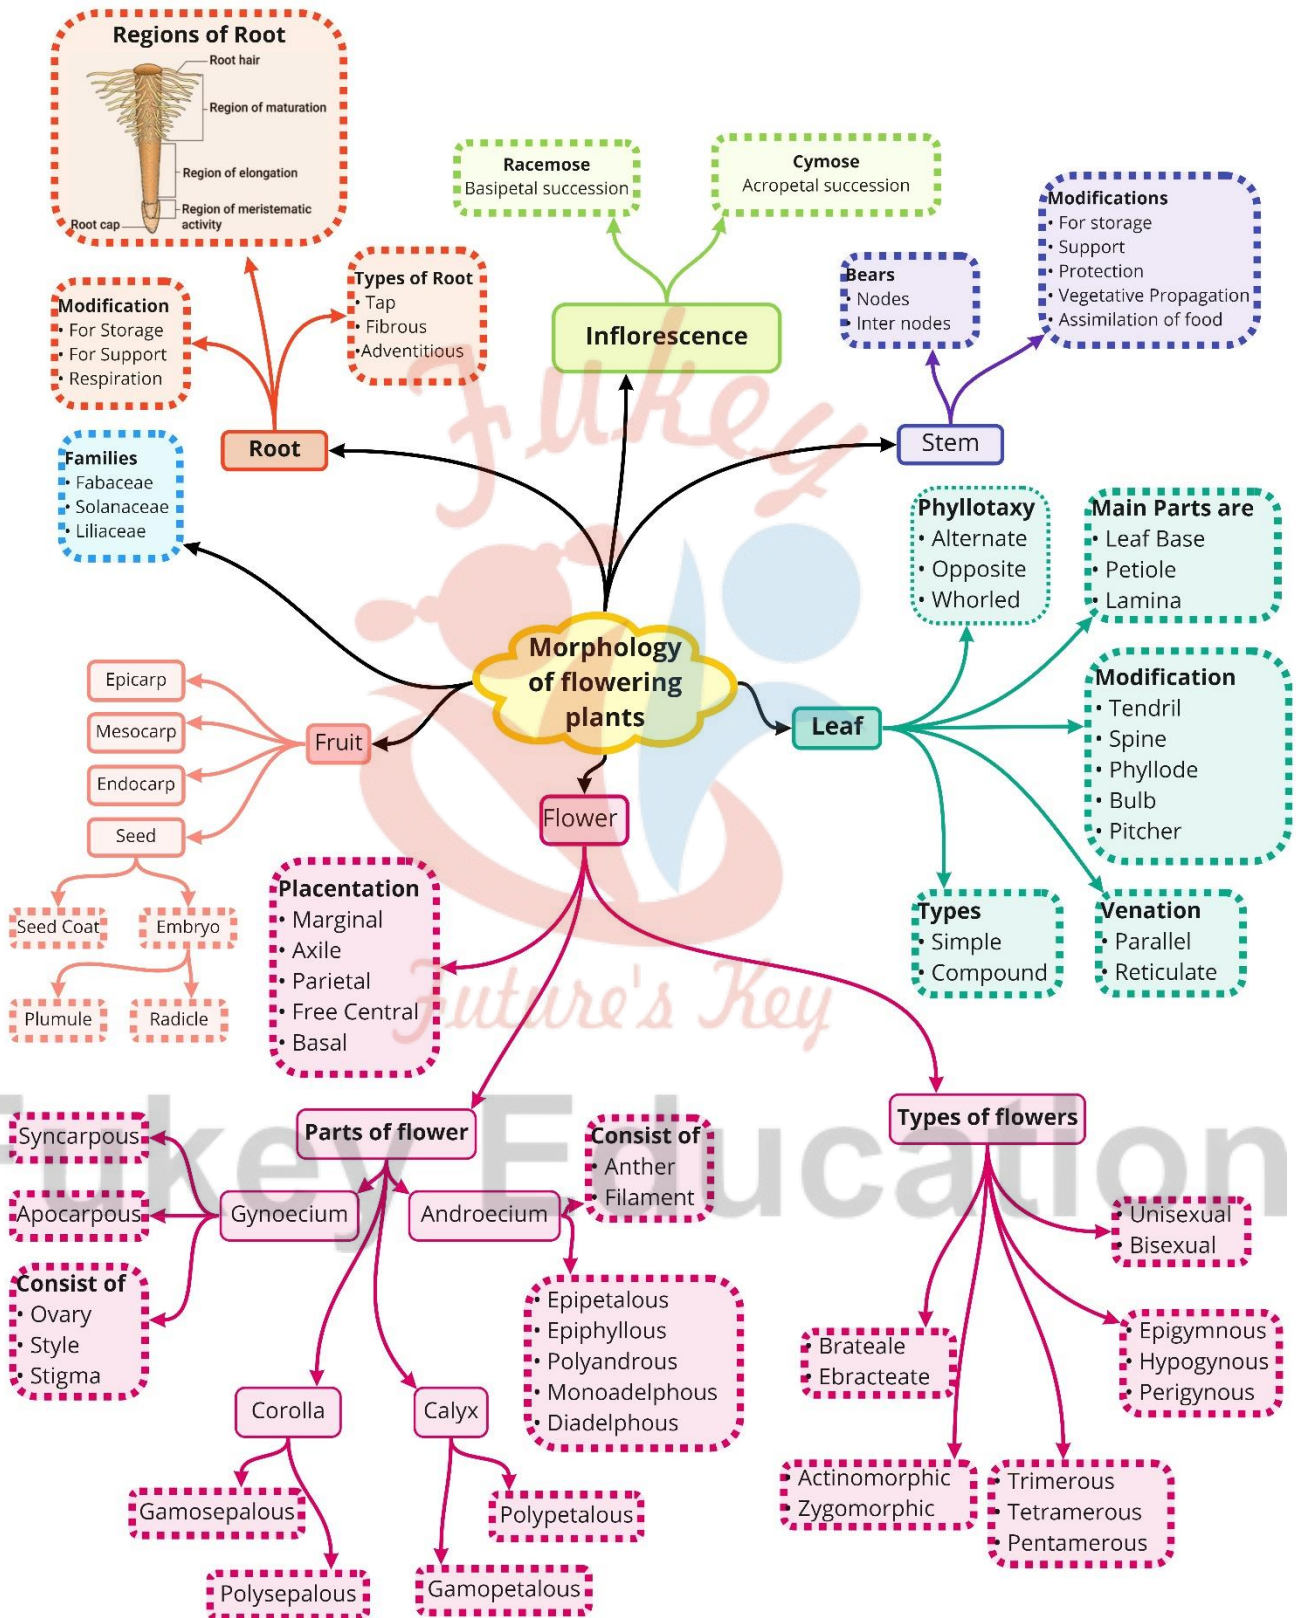 Regions of Root
Root hair
Region of maturation
Region of elongation
Region of meristematic
activity
Root cap
Racemose
Basipetal succession
Cymose
Acropetal succession
Modifications
• For storage
• Support
• Protection
• Vegetative Propagation
• Assimilation of food
Bears
• Nodes
• Inter nodes
Types of Root
• Tap
• Fibrous
•Adventitious
Modification
• For Storage
• For Support
• Respiration
Inflorescence
Root
Stem
Families
• Fabaceae
• Solanaceae
• Liliaceae
Fukey
Phyllotaxy
• Alternate
• Opposite
• Whorled
Main Parts are
• Leaf Base
• Petiole
• Lamina
Morphology
of flowering
plants
Modification
• Tendril
• Spine
• Phyllode
• Bulb
• Pitcher
Leaf
Epicarp
Mesocarp
Endocarp
Seed
Fruit
Flower
Seed Coat
Embryo
Plumule
Radicle
Placentation
• Marginal
• Axile
• Parietal
• Free Central
• Basal
Types
• Simple
• Compound
Venation
• Parallel
• Reticulate
Future's Key
Fukey Education
Parts of flower
Types of flowers
Consist of
• Anther
• Filament
Syncarpous
Apocarpous
Gynoecium
Androecium
Consist of
• Ovary
• Style
• Stigma
• Unisexual
• Bisexual
• Epipetalous
• Epiphyllous
• Polyandrous
• Monoadelphous
• Diadelphous
• Brateale
• Ebracteate
• Epigymnous
• Hypogynous
• Perigynous
Corolla
Calyx
• Actinomorphic
• Zygomorphic
• Trimerous
• Tetramerous
• Pentamerous
Gamosepalous
Polypetalous
Polysepalous
Gamopetalous